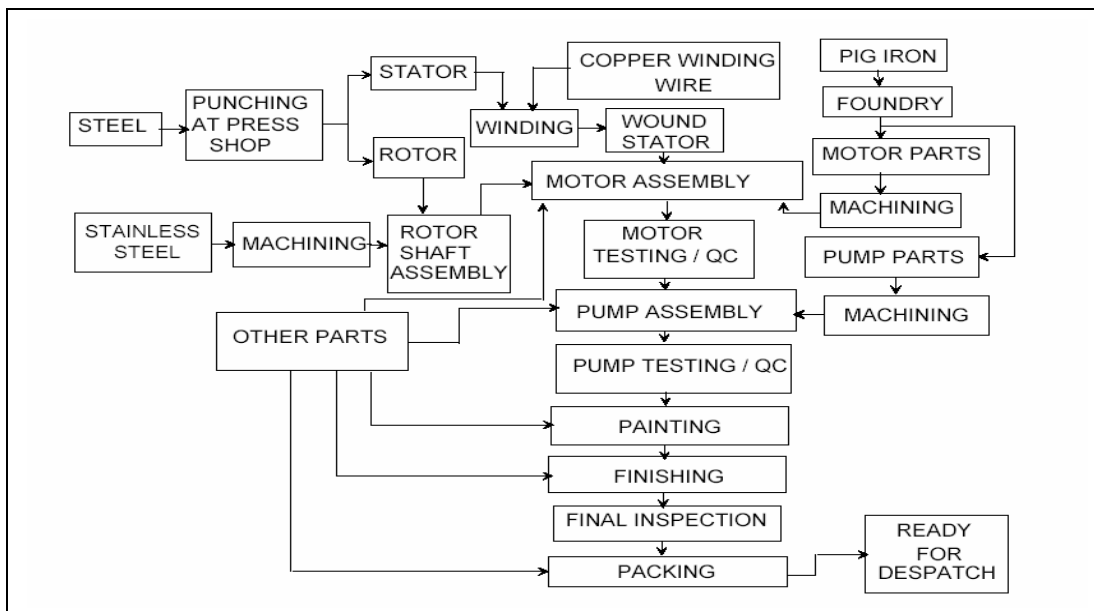 STEEL
PUNCHING
AT PRESS
SHOP
STATOR
ROTOR
COPPER WINDING
WIRE
WINDING
WOUND
STATOR
PIG IRON
FOUNDRY
MOTOR PARTS
MACHINING
STAINLESS
STEEL
MACHINING
ROTOR
SHAFT
ASSEMBLY
MOTOR ASSEMBLY
MOTOR
TESTING / QC
PUMP PARTS
MACHINING
OTHER PARTS
PUMP ASSEMBLY
PUMP TESTING / QC
PAINTING
FINISHING
FINAL INSPECTION
PACKING
READY
FOR
DESPATCH